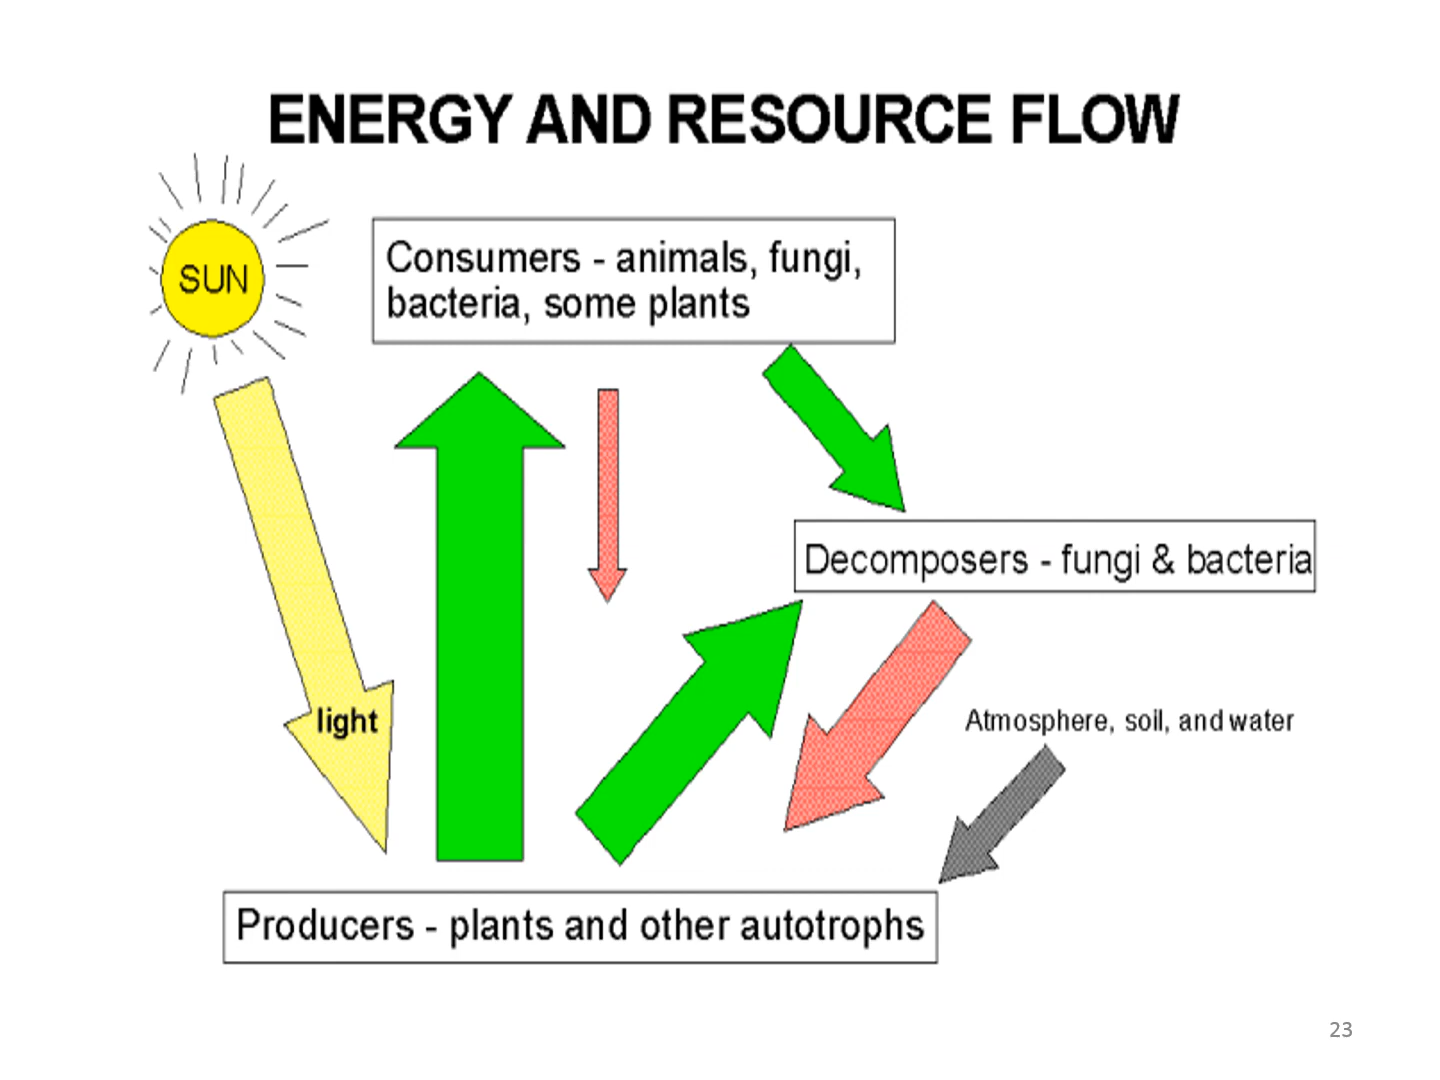 ENERGY AND RESOURCE FLOW
SUN
Consumers - animals, fungi,
bacteria, some plants
Decomposers - fungi & bacteria
light
Atmosphere, soil, and water
Producers - plants and other autotrophs
23